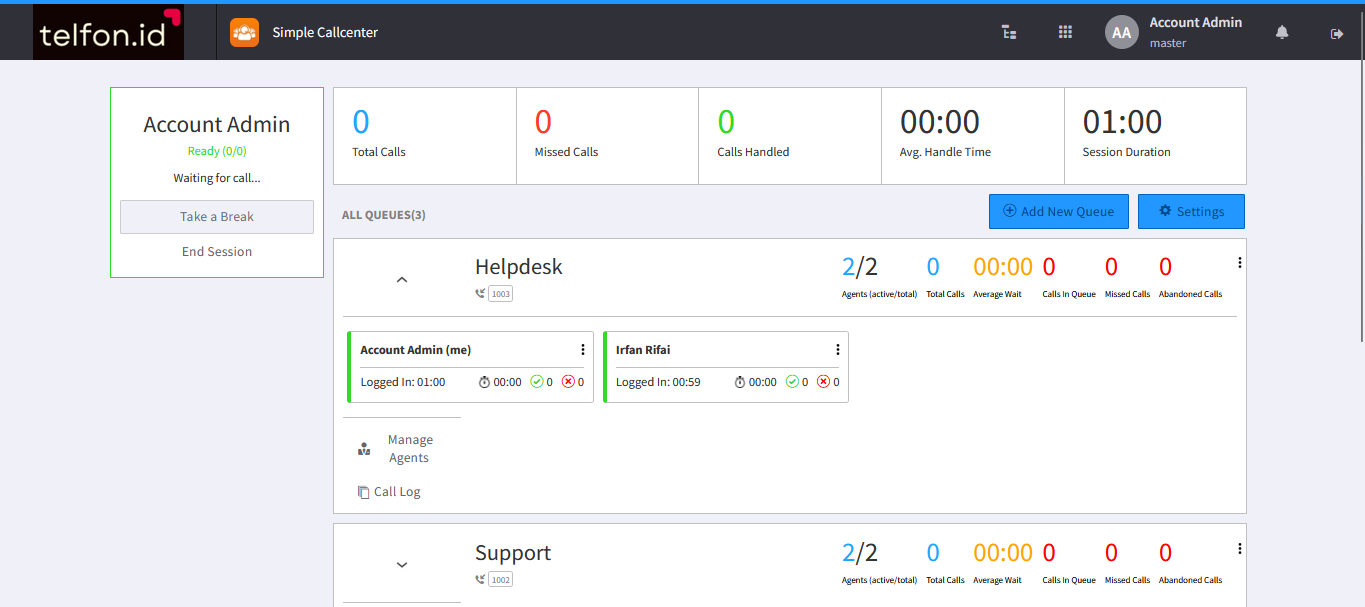 telfon.id
Simple Callcenter
AA
Account Admin
master
Account Admin
Ready (0/0)
Waiting for call...
Take a Break
End Session
0
Total Calls
0
Missed Calls
0
Calls Handled
00:00
Avg. Handle Time
01:00
Session Duration
ALL QUEUES(3)
Add New Queue
Settings
Helpdesk
1003
2/2
Agents (active/total)
0
Total Calls
00:00
Average Wait
0
Calls In Queue
0
Missed Calls
0
Abandoned Calls
Account Admin (me)
Logged In: 01:00 00:00 0 0
Irfan Rifai
Logged In: 00:59 00:00 0 0
Manage
Agents
Call Log
Support
1002
2/2
Agents (active/total)
0
Total Calls
00:00
Average Wait
0
Calls In Queue
0
Missed Calls
0
Abandoned Calls